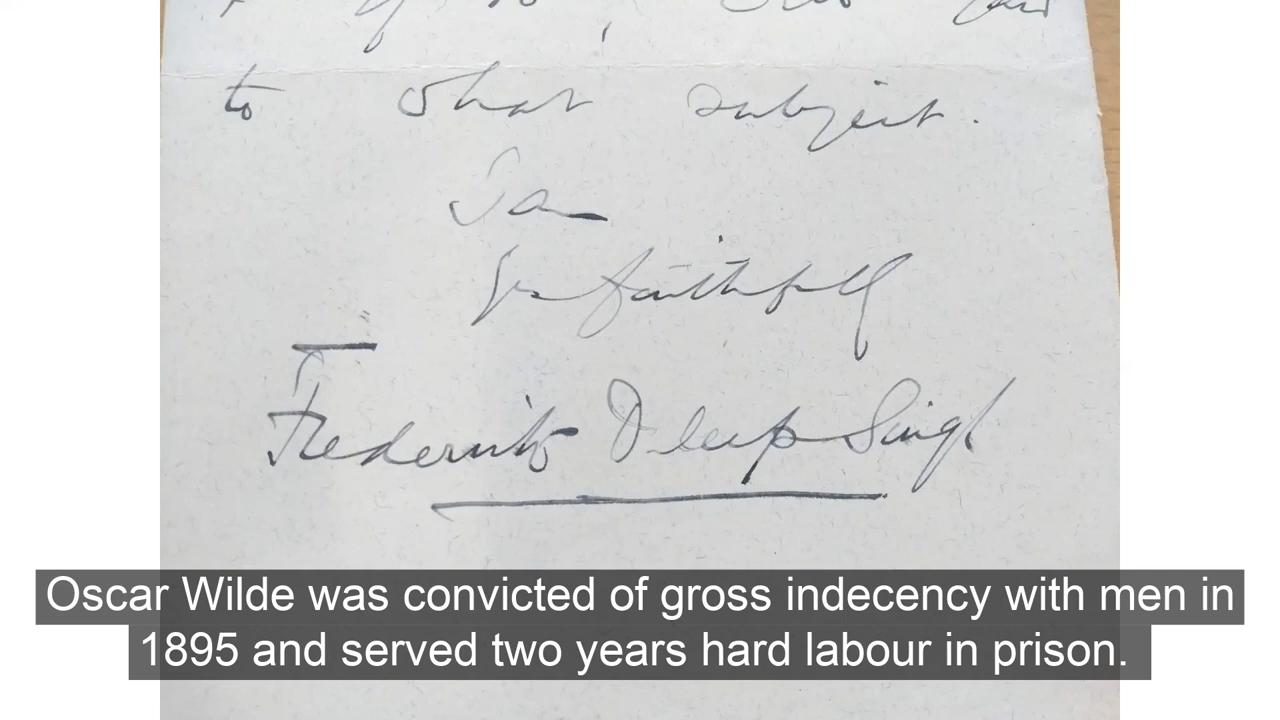 to what subject.
I am
Yrs faithfully
Frederick Duleep Singh
Oscar Wilde was convicted of gross indecency with men in
1895 and served two years hard labour in prison.